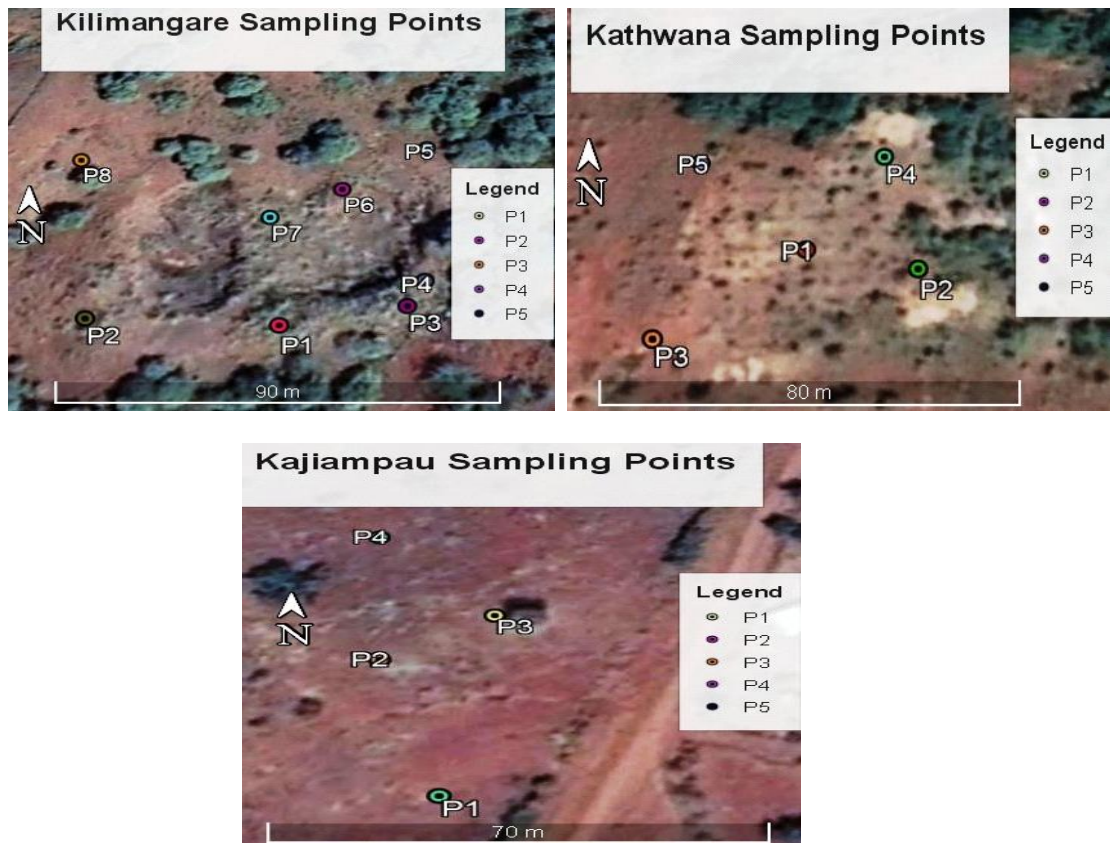 Kilimangare Sampling Points
P5
P8
P6
N
P7
Legend
P1
P2
P3
P4
P5
P4
P3
P2
P1
90 m
Kathwana Sampling Points
P5
P4
N
P1
P2
P3
Legend
P1
P2
P3
P4
P5
80 m
Kajiampau Sampling Points
P4
N
P3
P2
P1
Legend
P1
P2
P3
P4
P5
70 m